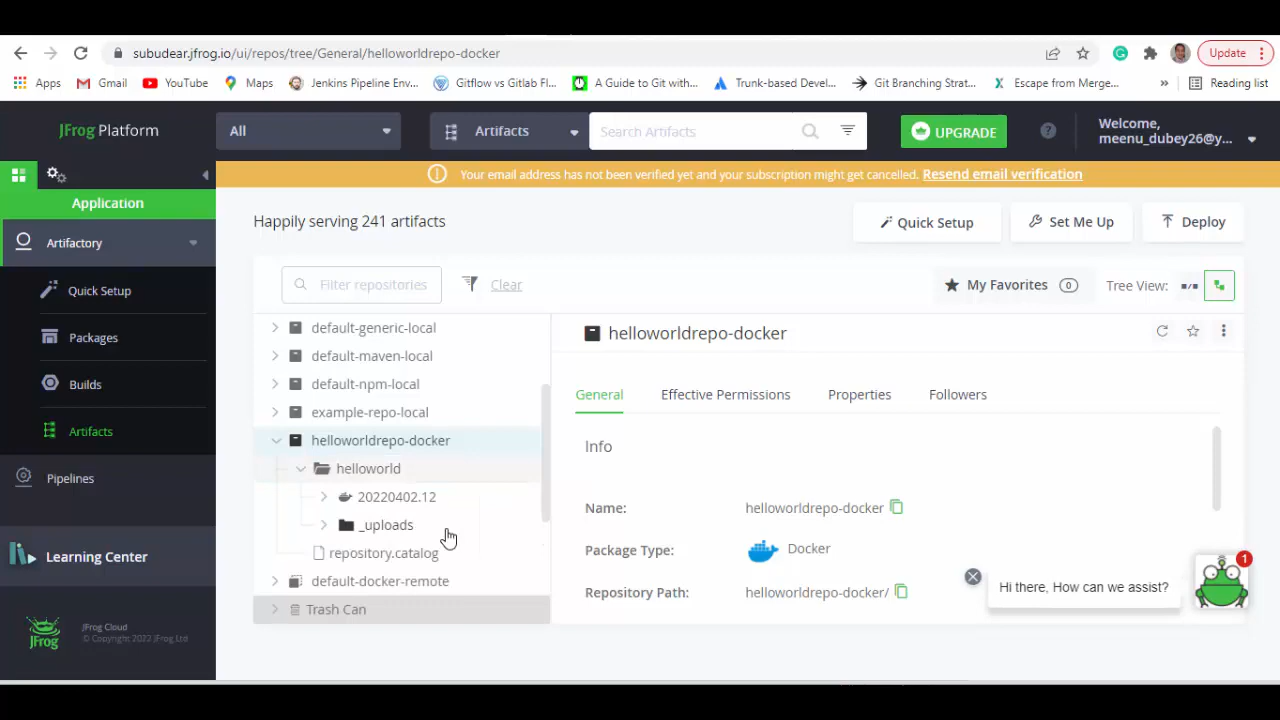 subudear.jfrog.io/ui/repos/tree/General/helloworldrepo-docker
Update
Apps
Gmail
YouTube
Maps
Jenkins Pipeline Env...
Gitflow vs Gitlab Fl...
A Guide to Git with...
Trunk-based Devel...
Git Branching Strat...
Escape from Merge...
»
Reading list
JFrog Platform
All
Artifacts
Search Artifacts
UPGRADE
?
Welcome,
meenu_dubey26@y...
Your email address has not been verified yet and your subscription might get cancelled. Resend email verification
Application
Artifactory
Quick Setup
Packages
Builds
Artifacts
Pipelines
Learning Center
JFrog
JFrog Cloud
© Copyright 2022 JFrog Ltd
Happily serving 241 artifacts
Quick Setup
Set Me Up
Deploy
Filter repositories
Clear
My Favorites 0
Tree View:
default-generic-local
default-maven-local
default-npm-local
example-repo-local
helloworldrepo-docker
helloworld
20220402.12
_uploads
repository.catalog
default-docker-remote
Trash Can
helloworldrepo-docker
General
Effective Permissions
Properties
Followers
Info
Name: helloworldrepo-docker
Package Type: Docker
Repository Path: helloworldrepo-docker/
Hi there, How can we assist?
1